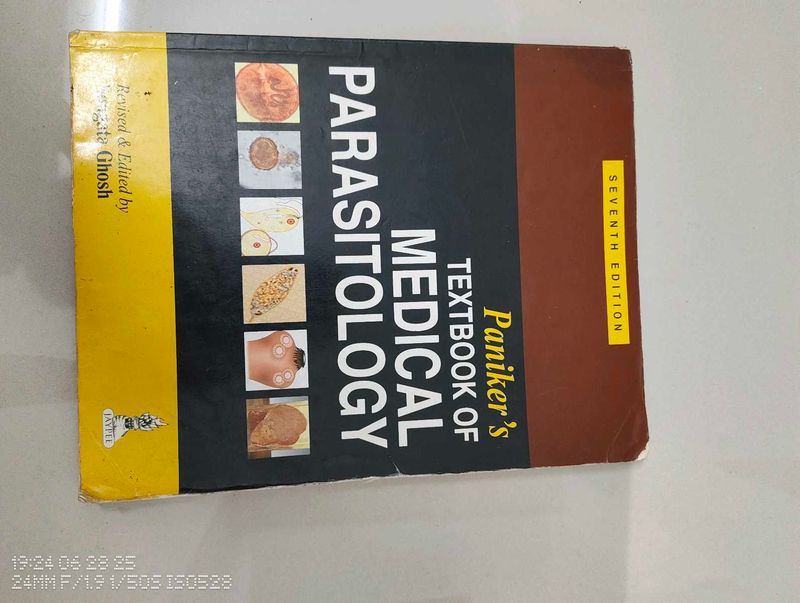 SEVENTH EDITION
Paniker's
TEXTBOOK OF
MEDICAL
PARASITOLOGY
Revised & Edited by
Ghosh
JAYPEE
19:24 06 28 25
24MM F/1.9 1/50S ISO528